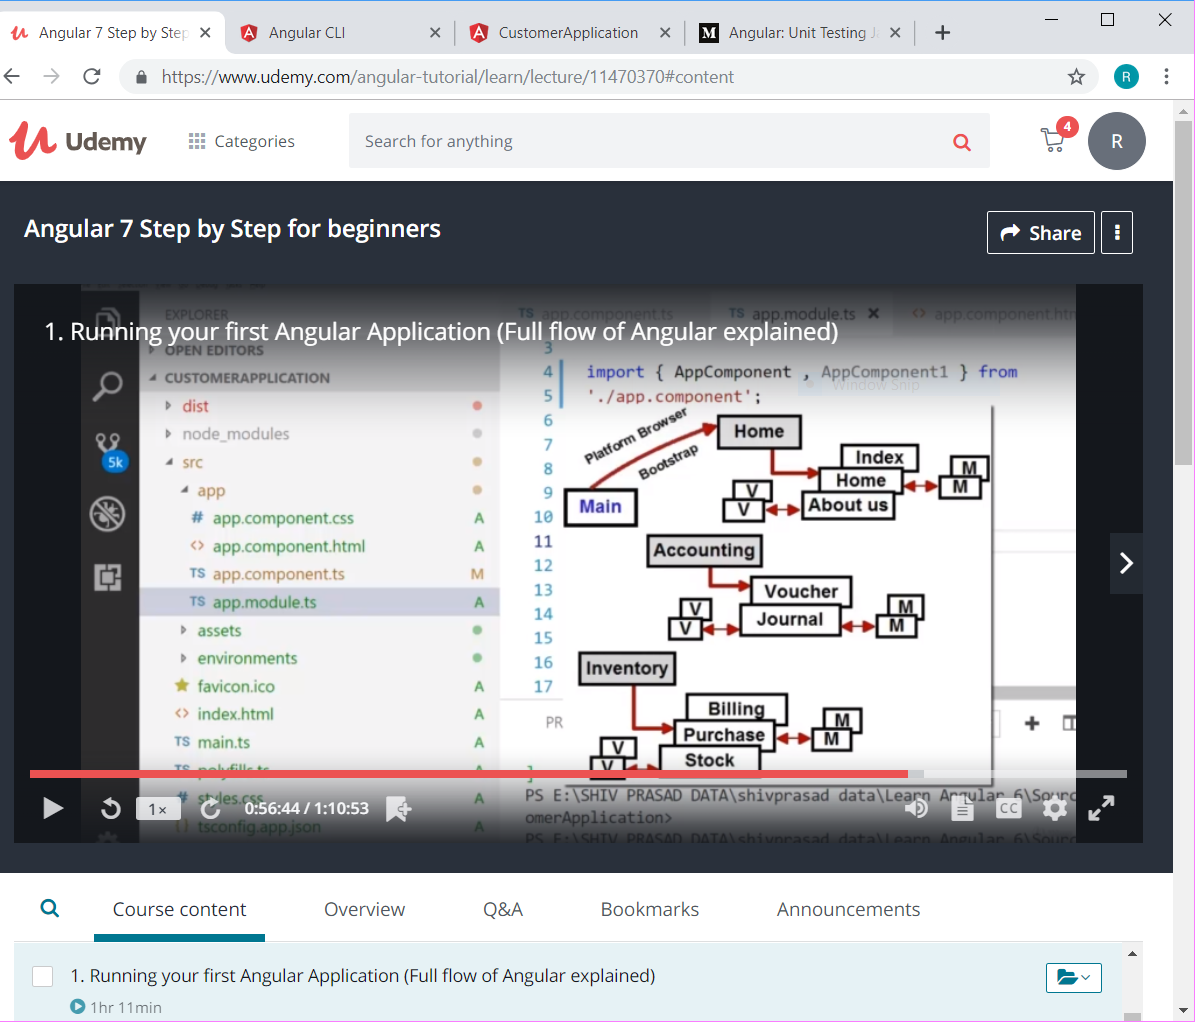 Angular 7 Step by Step
Angular CLI
CustomerApplication
Angular: Unit Testing
https://www.udemy.com/angular-tutorial/learn/lecture/11470370#content
R
Udemy
Categories
Search for anything
4
R
Angular 7 Step by Step for beginners
Share
EXPLORER
TS app.component.ts
TS app.module.ts
<> app.component.htm
1. Running your first Angular Application (Full flow of Angular explained)
OPEN EDITORS
CUSTOMERAPPLICATION
dist
node_modules
src
app
# app.component.css A
<> app.component.html A
TS app.component.ts M
TS app.module.ts A
assets
environments
favicon.ico A
<> index.html A
TS main.ts A
TS polyfills.ts
# styles.css A
tsconfig.app.json A
5k
3
4 import { AppComponent , AppComponent1 } from
5 './app.component';
Window Snip
6
7
8
9
10
11
12
13
14
15
16
17
Platform Browser
Bootstrap
Main
Home
Index
Home
About us
V
V
M
M
Accounting
Voucher
Journal
V
V
M
M
Inventory
Billing
Purchase
Stock
V
V
M
M
PR
PS E:\SHIV PRASAD DATA\shivprasad data\Learn Angular 6\Sourc
omerApplication>
PS E:\SHIV PRASAD DATA\shivprasad data\Learn Angular 6\Sourc
1×
0:56:44 / 1:10:53
CC
Course content
Overview
Q&A
Bookmarks
Announcements
1. Running your first Angular Application (Full flow of Angular explained)
1hr 11min